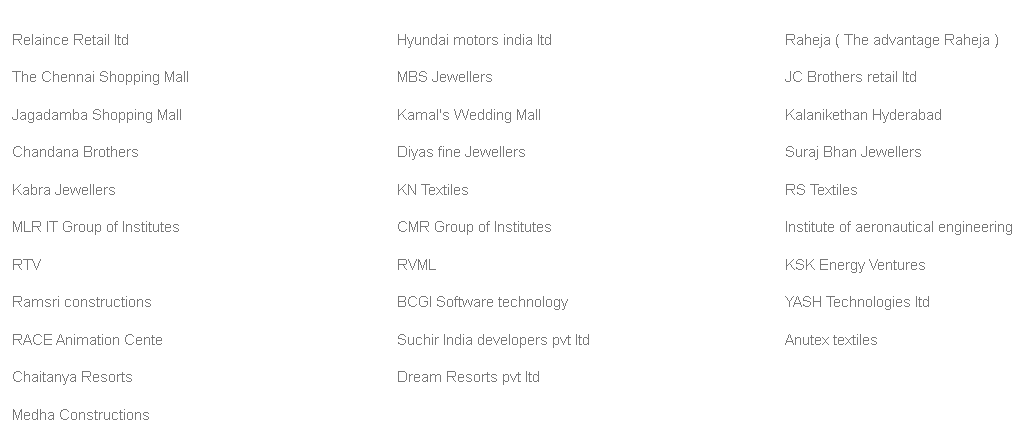 Relaince Retail ltd
Hyundai motors india ltd
Raheja ( The advantage Raheja )
The Chennai Shopping Mall
MBS Jewellers
JC Brothers retail ltd
Jagadamba Shopping Mall
Kamal's Wedding Mall
Kalanikethan Hyderabad
Chandana Brothers
Diyas fine Jewellers
Suraj Bhan Jewellers
Kabra Jewellers
KN Textiles
RS Textiles
MLR IT Group of Institutes
CMR Group of Institutes
Institute of aeronautical engineering
RTV
RVML
KSK Energy Ventures
Ramsri constructions
BCGI Software technology
YASH Technologies ltd
RACE Animation Cente
Suchir India developers pvt ltd
Anutex textiles
Chaitanya Resorts
Dream Resorts pvt ltd
Medha Constructions